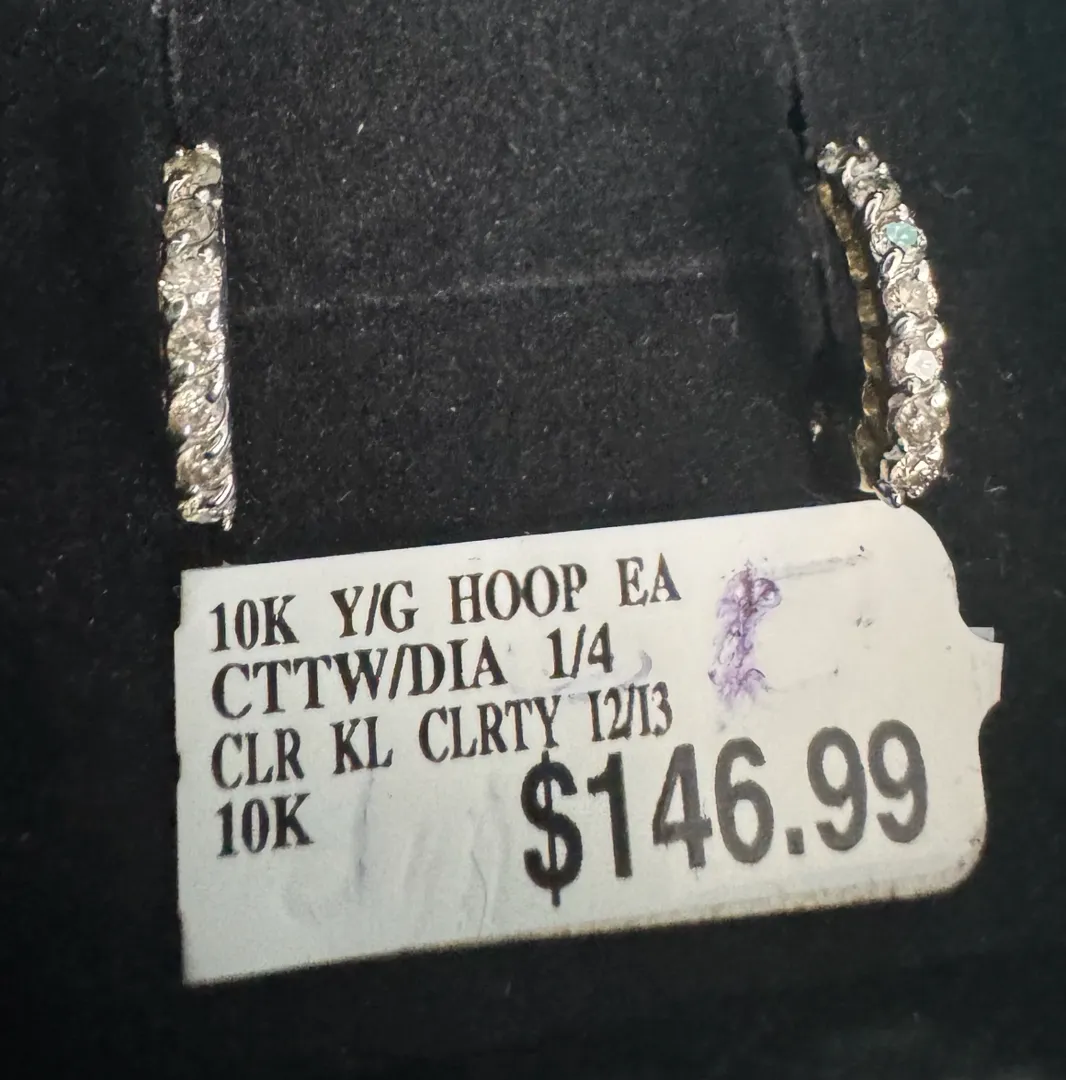 10K Y/G HOOP EA
CTTW/DIA 1/4
CLR KL CLRTY I2/I3
10K
$146.99